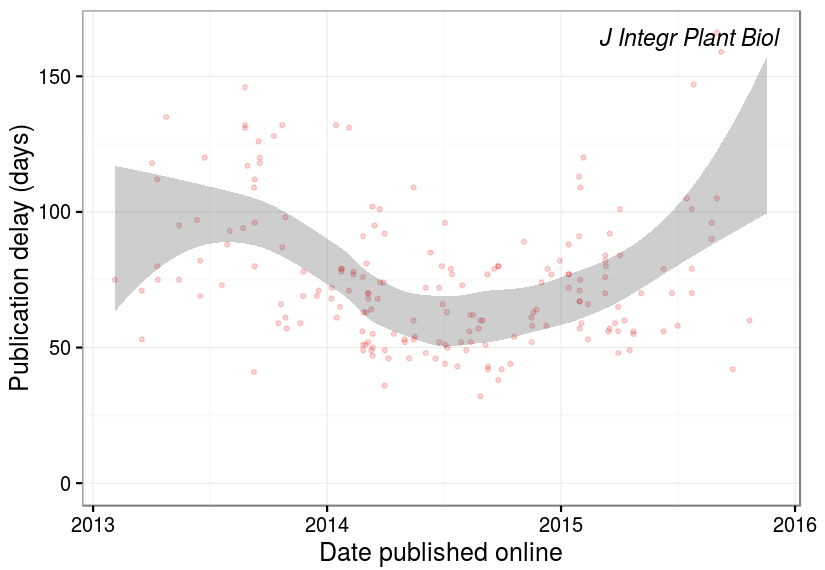 J Integr Plant Biol
Publication delay (days)
150
100
50
0
2013 2014 2015 2016
Date published online